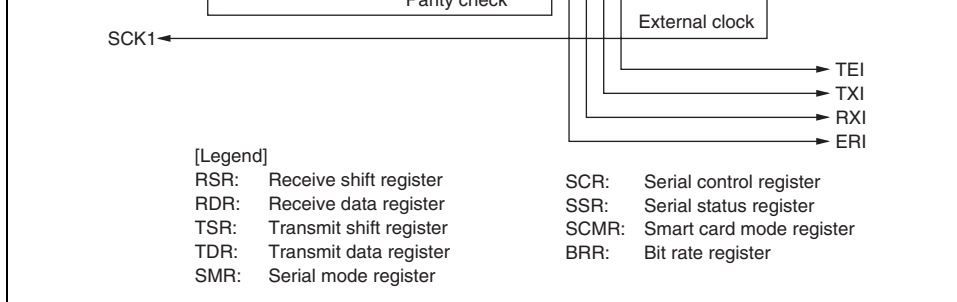 Parity check
External clock
SCK1
TEI
TXI
RXI
ERI
[Legend]
RSR: Receive shift register
RDR: Receive data register
TSR: Transmit shift register
TDR: Transmit data register
SMR: Serial mode register
SCR: Serial control register
SSR: Serial status register
SCMR: Smart card mode register
BRR: Bit rate register